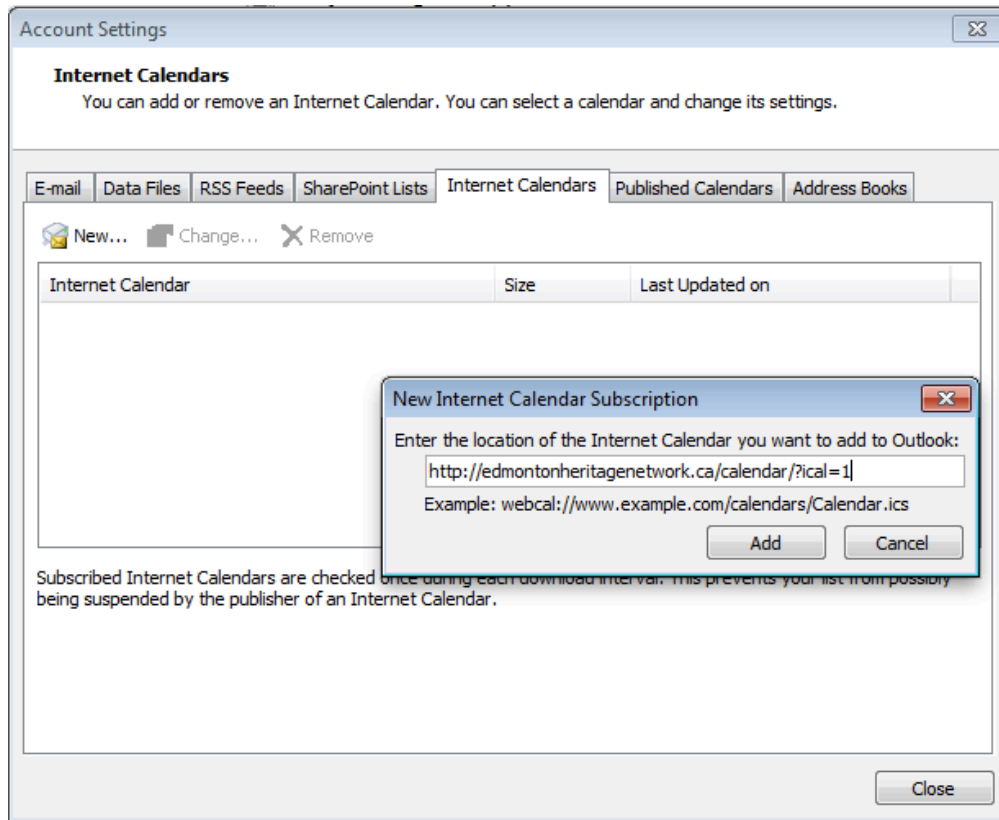 Account Settings
Internet Calendars
You can add or remove an Internet Calendar. You can select a calendar and change its settings.
E-mail Data Files RSS Feeds SharePoint Lists Internet Calendars Published Calendars Address Books
New... Change... Remove
Internet Calendar Size Last Updated on
New Internet Calendar Subscription
Enter the location of the Internet Calendar you want to add to Outlook:
http://edmontonheritagenetwork.ca/calendar/?ical=1
Example: webcal://www.example.com/calendars/Calendar.ics
Add Cancel
Subscribed Internet Calendars are checked once during each download interval. This prevents your list from possibly
being suspended by the publisher of an Internet Calendar.
Close